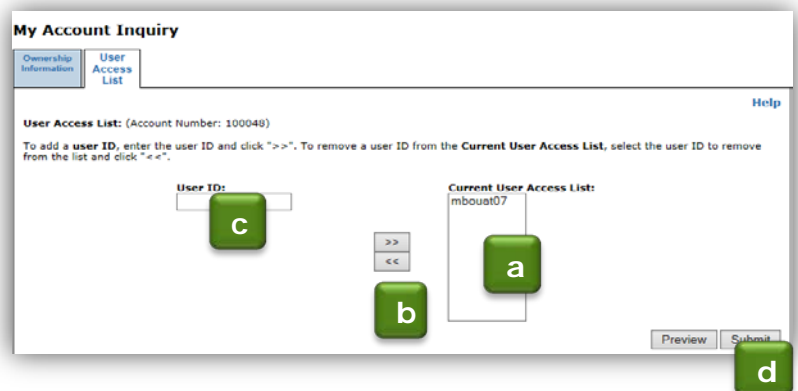 My Account Inquiry
Ownership
Information
User
Access
List
Help
User Access List: (Account Number: 100048)
To add a user ID, enter the user ID and click ">>". To remove a user ID from the Current User Access List, select the user ID to remove
from the list and click "<<".
User ID:
Current User Access List:
mbouat07
c
>>
<<
a
b
Preview
Submit
d